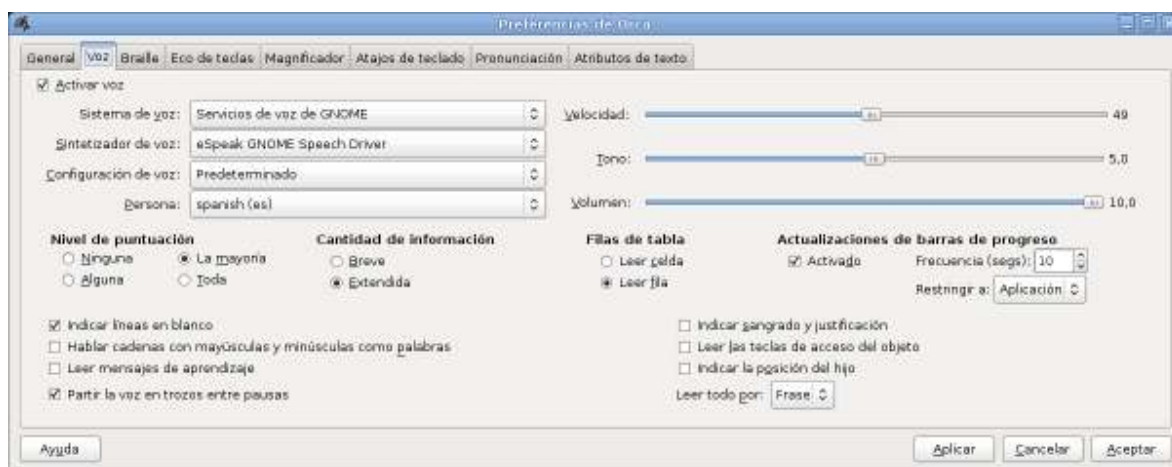 Preferencias de Orca
General Voz Braille Eco de teclas Magnificador Atajos de teclado Pronunciación Atributos de texto
Activar voz
Sistema de voz: Servicios de voz de GNOME
Sintetizador de voz: eSpeak GNOME Speech Driver
Configuración de voz: Predeterminado
Persona: spanish (es)
Velocidad: 49
Tono: 5,0
Volumen: 10,0
Nivel de puntuación
Ninguna La mayoría
Alguna Toda
Cantidad de información
Breve
Extendida
Filas de tabla
Leer celda
Leer fila
Actualizaciones de barras de progreso
Activado Frecuencia (segs): 10
Restringir a: Aplicación
Indicar líneas en blanco
Hablar cadenas con mayúsculas y minúsculas como palabras
Leer mensajes de aprendizaje
Partir la voz en trozos entre pausas
Indicar sangrado y justificación
Leer las teclas de acceso del objeto
Indicar la posición del hijo
Leer todo por: Frase
Ayuda Aplicar Cancelar Aceptar